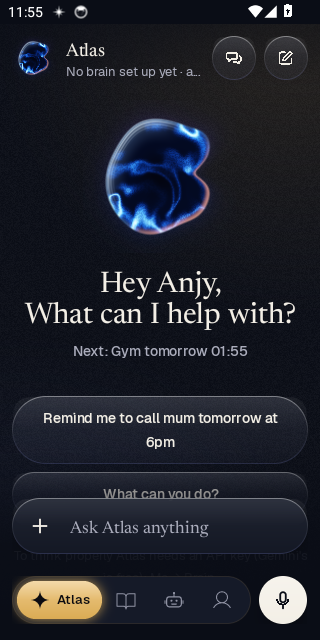 11:55
Atlas
No brain set up yet · a...
Hey Anjy,
What can I help with?
Next: Gym tomorrow 01:55
Remind me to call mum tomorrow at
6pm
What can you do?
Ask Atlas anything
Atlas